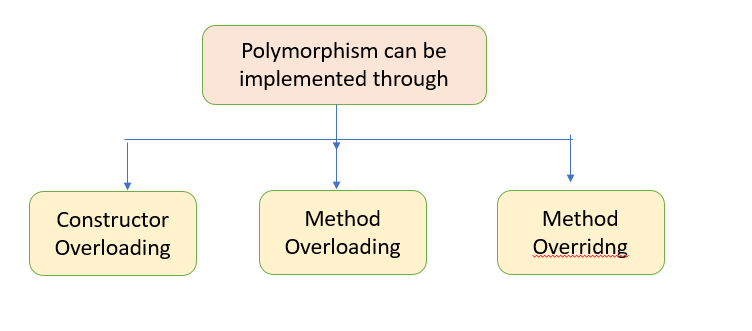 Polymorphism can be
implemented through
Constructor
Overloading
Method
Overloading
Method
Overridng